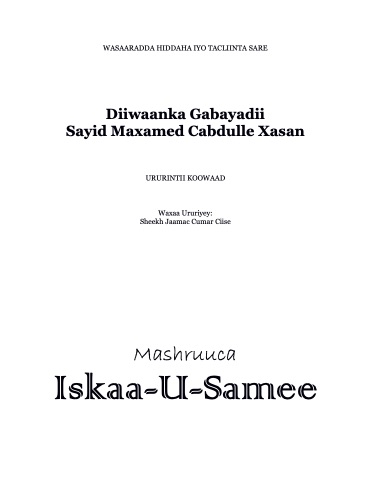 WASAARADDA HIDDAHA IYO TACLIINTA SARE
Diiwaanka Gabayadii
Sayid Maxamed Cabdulle Xasan
URURINTII KOOWAAD
Waxaa Ururiyey:
Sheekh Jaamac Cumar Ciise
Mashruuca
Iskaa-U-Samee